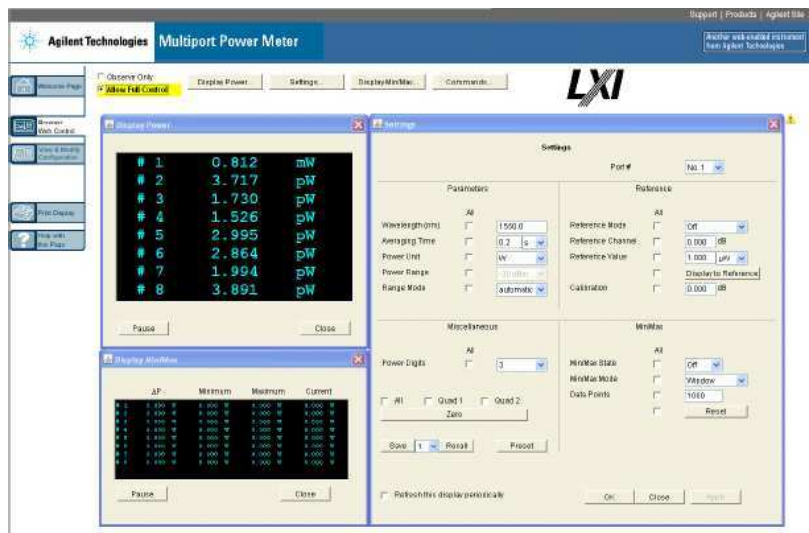 Support | Products | Agilent Site
Agilent Technologies
Multiport Power Meter
Another web-enabled instrument
from Agilent Technologies
Welcome Page
Browser
Web Control
View & Modify
Configuration
Print Display
Help with
this Page
Observe Only
Allow Full Control
Display Power...
Settings...
Display Min/Max...
Commands...
LXI
Display Power
# 1 0.812 mW
# 2 3.717 pW
# 3 1.730 pW
# 4 1.526 pW
# 5 2.995 pW
# 6 2.864 pW
# 7 1.994 pW
# 8 3.891 pW
Pause
Close
Display Min/Max
ΔP Minimum Maximum Current
Pause
Close
Settings
Settings
Port # No. 1
Parameters
All
Wavelength (nm) 1550.0
Averaging Time 0.2 s
Power Unit W
Power Range
Range Mode automatic
Reference
All
Reference Mode Off
Reference Channel 0.000 dB
Reference Value 1.000 pW
Display to Reference
Calibration 0.000 dB
Miscellaneous
All
Power Digits 3
All Quad 1 Quad 2
Zero
Save 1 Recall Preset
MinMax
All
MinMax State Off
MinMax Mode Window
Data Points 1000
Reset
Refresh this display periodically
OK Close Apply